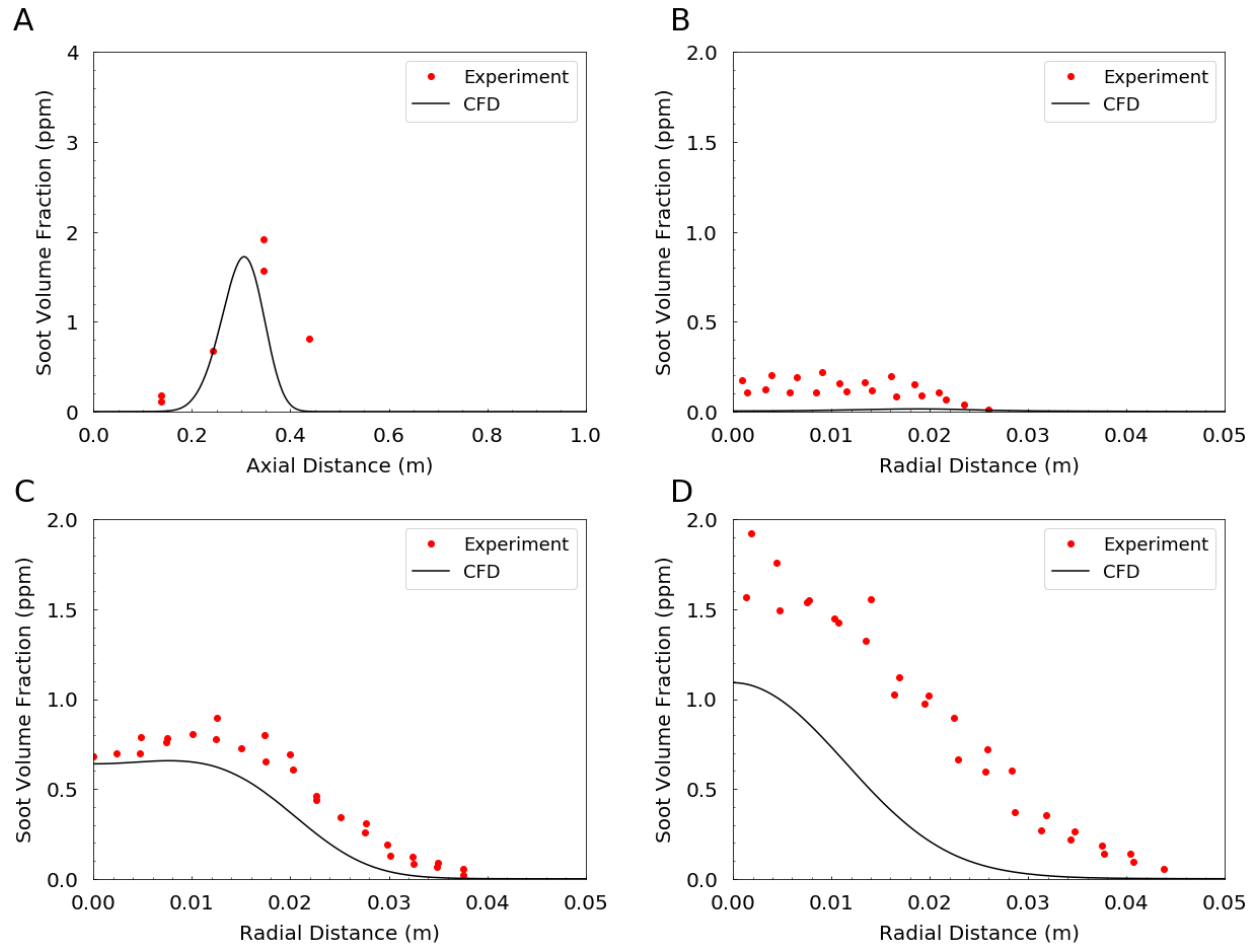 A
Soot Volume Fraction (ppm)
4
3
2
1
0
0.0 0.2 0.4 0.6 0.8 1.0
Axial Distance (m)
Experiment
CFD
B
Soot Volume Fraction (ppm)
2.0
1.5
1.0
0.5
0.0
0.00 0.01 0.02 0.03 0.04 0.05
Radial Distance (m)
Experiment
CFD
C
Soot Volume Fraction (ppm)
2.0
1.5
1.0
0.5
0.0
0.00 0.01 0.02 0.03 0.04 0.05
Radial Distance (m)
Experiment
CFD
D
Soot Volume Fraction (ppm)
2.0
1.5
1.0
0.5
0.0
0.00 0.01 0.02 0.03 0.04 0.05
Radial Distance (m)
Experiment
CFD